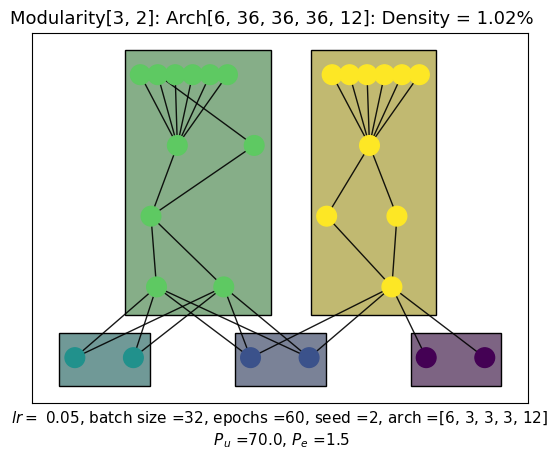 Modularity[3, 2]: Arch[6, 36, 36, 36, 12]: Density = 1.02%
lr = 0.05, batch size =32, epochs =60, seed =2, arch =[6, 3, 3, 3, 12]
P_u =70.0, P_e =1.5